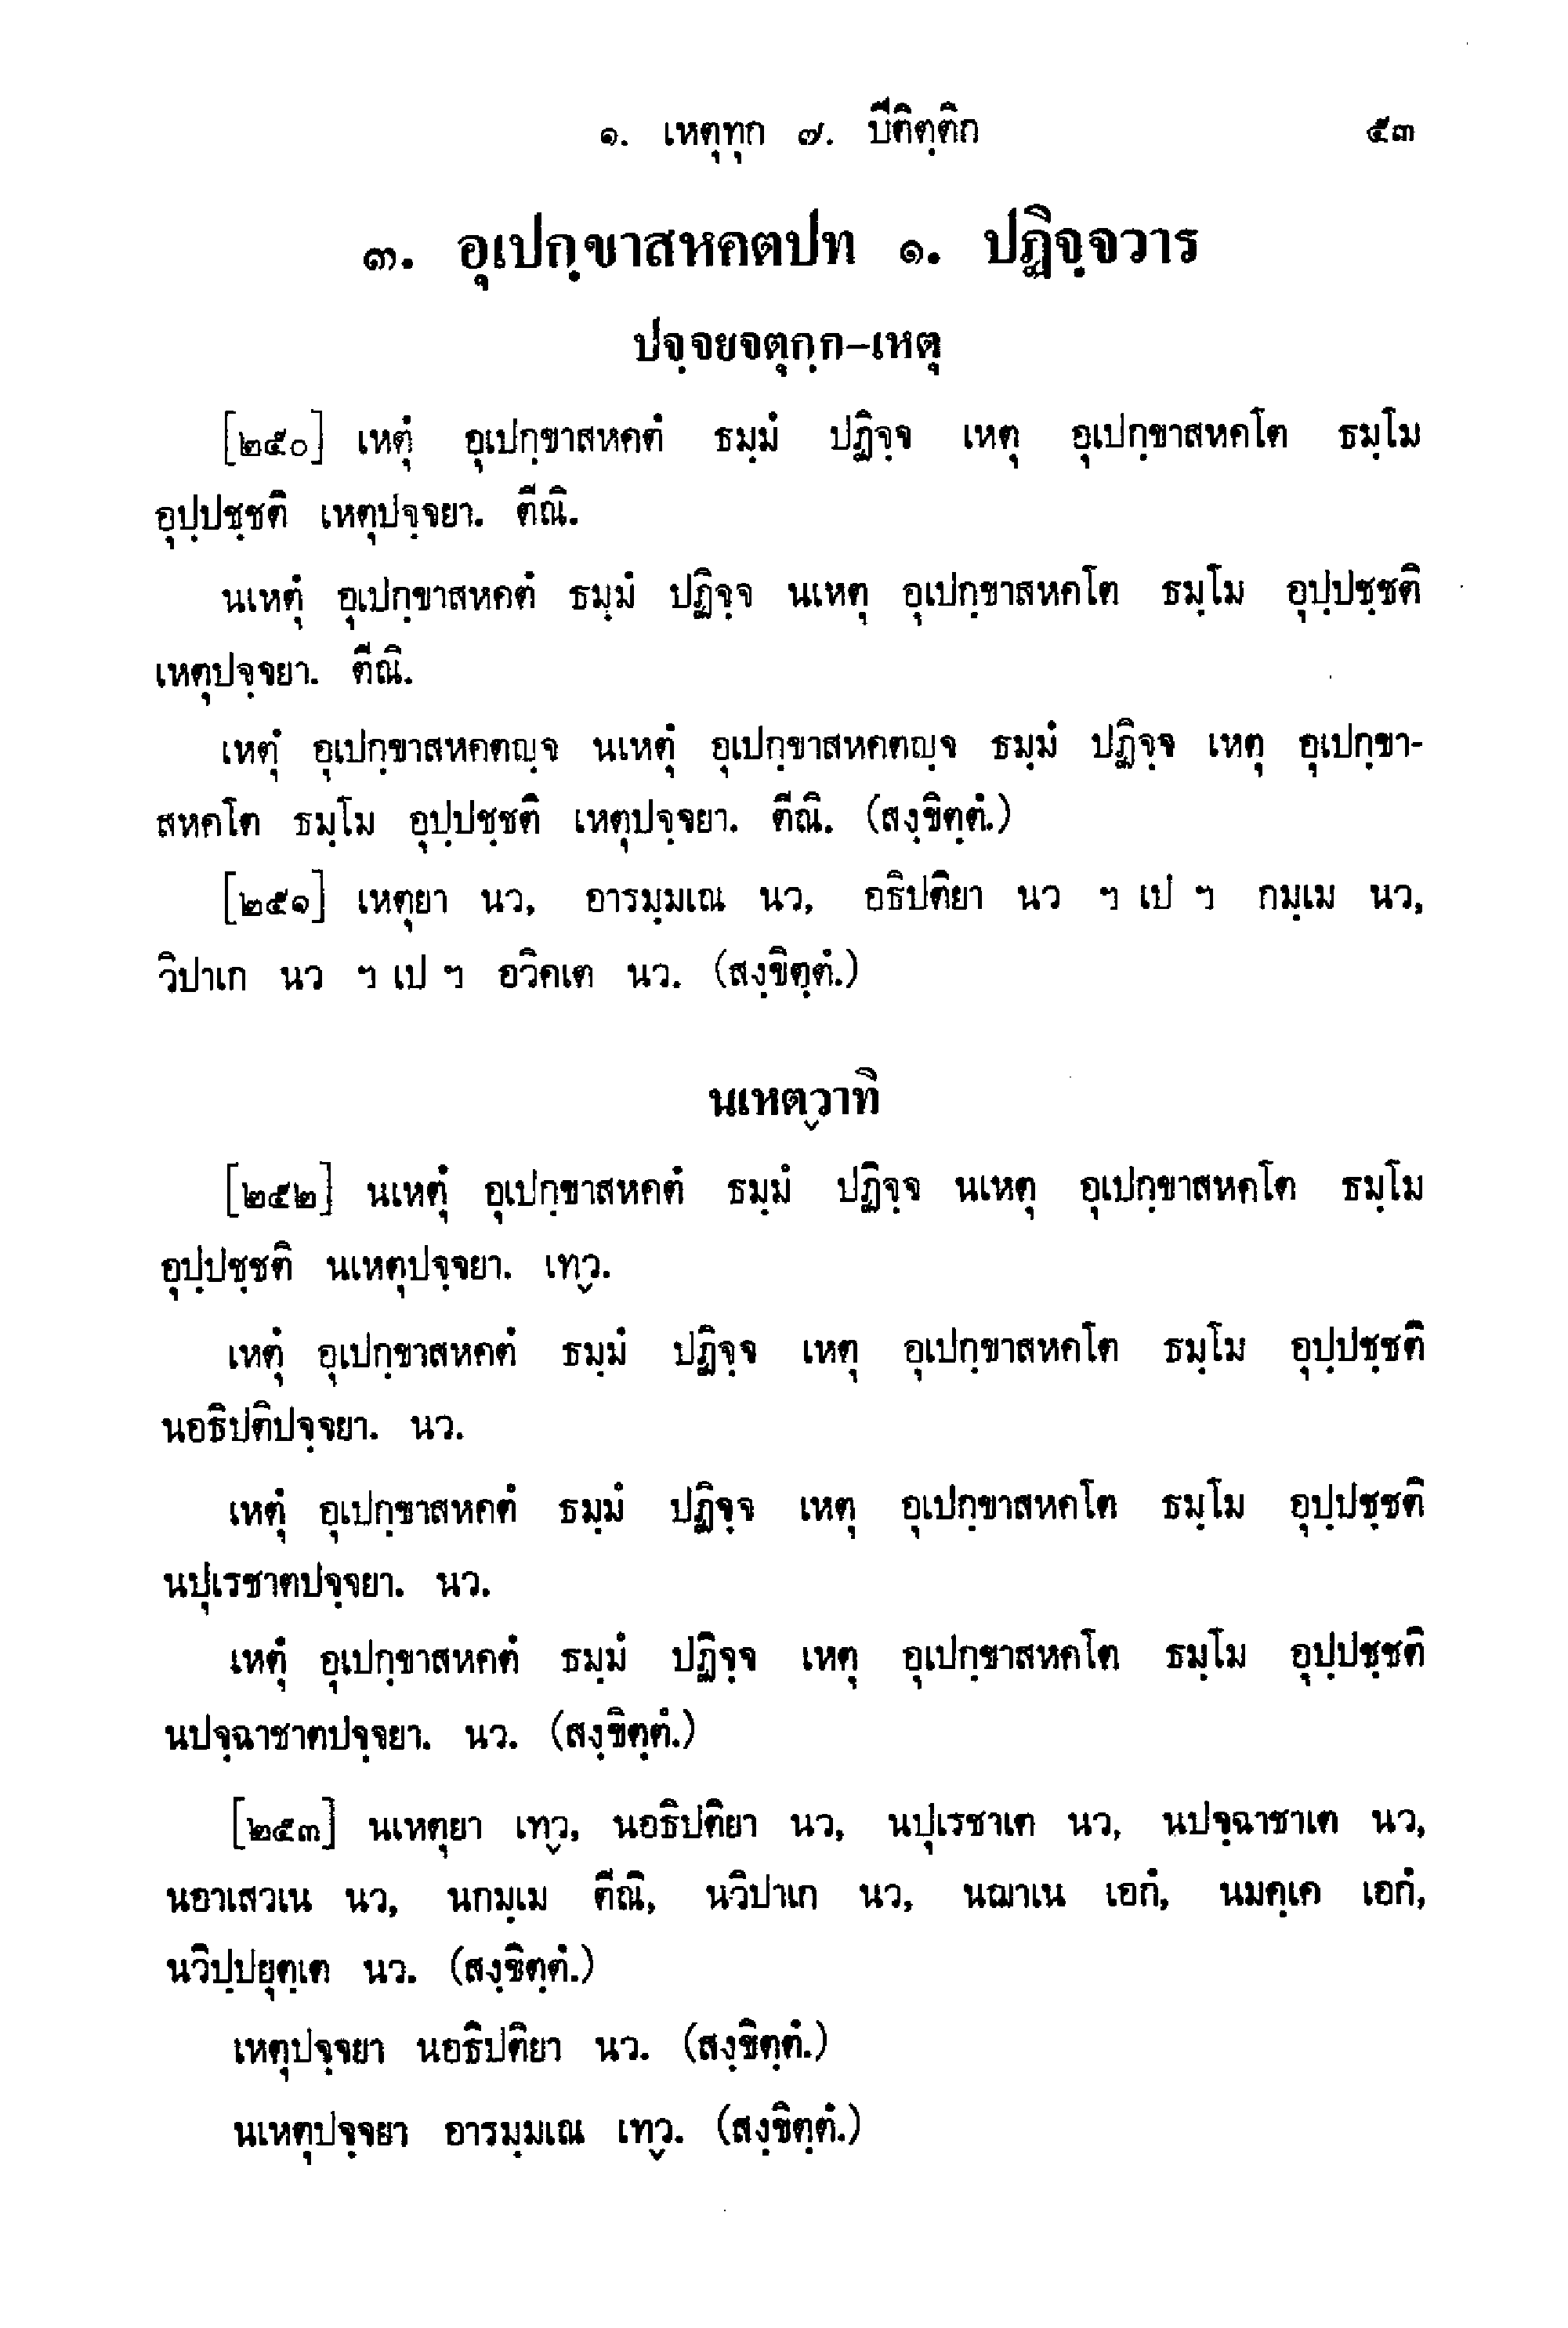 ๑. เหตุทุก ๗. ปีติตฺติก ๕๓
๓. อุเปกฺขาสหคตปท ๑. ปฏิจฺจวาร
ปจฺจยจตุกฺก–เหตุ
[๒๕๐] เหตุํ อุเปกฺขาสหคตํ ธมฺมํ ปฏิจฺจ เหตุ อุเปกฺขาสหคโต ธมฺโม
อุปฺปชฺชติ เหตุปจฺจยา. ตีณิ.
นเหตุํ อุเปกฺขาสหคตํ ธมฺมํ ปฏิจฺจ นเหตุ อุเปกฺขาสหคโต ธมฺโม อุปฺปชฺชติ
เหตุปจฺจยา. ตีณิ.
เหตุํ อุเปกฺขาสหคตญฺจ นเหตุํ อุเปกฺขาสหคตญฺจ ธมฺมํ ปฏิจฺจ เหตุ อุเปกฺขา-
สหคโต ธมฺโม อุปฺปชฺชติ เหตุปจฺจยา. ตีณิ. (สงฺขิตฺตํ.)
[๒๕๑] เหตุยา นว, อารมฺมเณ นว, อธิปติยา นว ฯ เป ฯ กมฺเม นว,
วิปาเก นว ฯ เป ฯ อวิคเต นว. (สงฺขิตฺตํ.)
นเหตฺวาทิ
[๒๕๒] นเหตุํ อุเปกฺขาสหคตํ ธมฺมํ ปฏิจฺจ นเหตุ อุเปกฺขาสหคโต ธมฺโม
อุปฺปชฺชติ นเหตุปจฺจยา. เทฺว.
เหตุํ อุเปกฺขาสหคตํ ธมฺมํ ปฏิจฺจ เหตุ อุเปกฺขาสหคโต ธมฺโม อุปฺปชฺชติ
นอธิปติปจฺจยา. นว.
เหตุํ อุเปกฺขาสหคตํ ธมฺมํ ปฏิจฺจ เหตุ อุเปกฺขาสหคโต ธมฺโม อุปฺปชฺชติ
นปุเรชาตปจฺจยา. นว.
เหตุํ อุเปกฺขาสหคตํ ธมฺมํ ปฏิจฺจ เหตุ อุเปกฺขาสหคโต ธมฺโม อุปฺปชฺชติ
นปจฺฉาชาตปจฺจยา. นว. (สงฺขิตฺตํ.)
[๒๕๓] นเหตุยา เทฺว, นอธิปติยา นว, นปุเรชาเต นว, นปจฺฉาชาเต นว,
นอาเสวเน นว, นกมฺเม ตีณิ, นวิปาเก นว, นฌาเน เอกํ, นมคฺเค เอกํ,
นวิปฺปยุตฺเต นว. (สงฺขิตฺตํ.)
เหตุปจฺจยา นอธิปติยา นว. (สงฺขิตฺตํ.)
นเหตุปจฺจยา อารมฺมเณ เทฺว. (สงฺขิตฺตํ.)